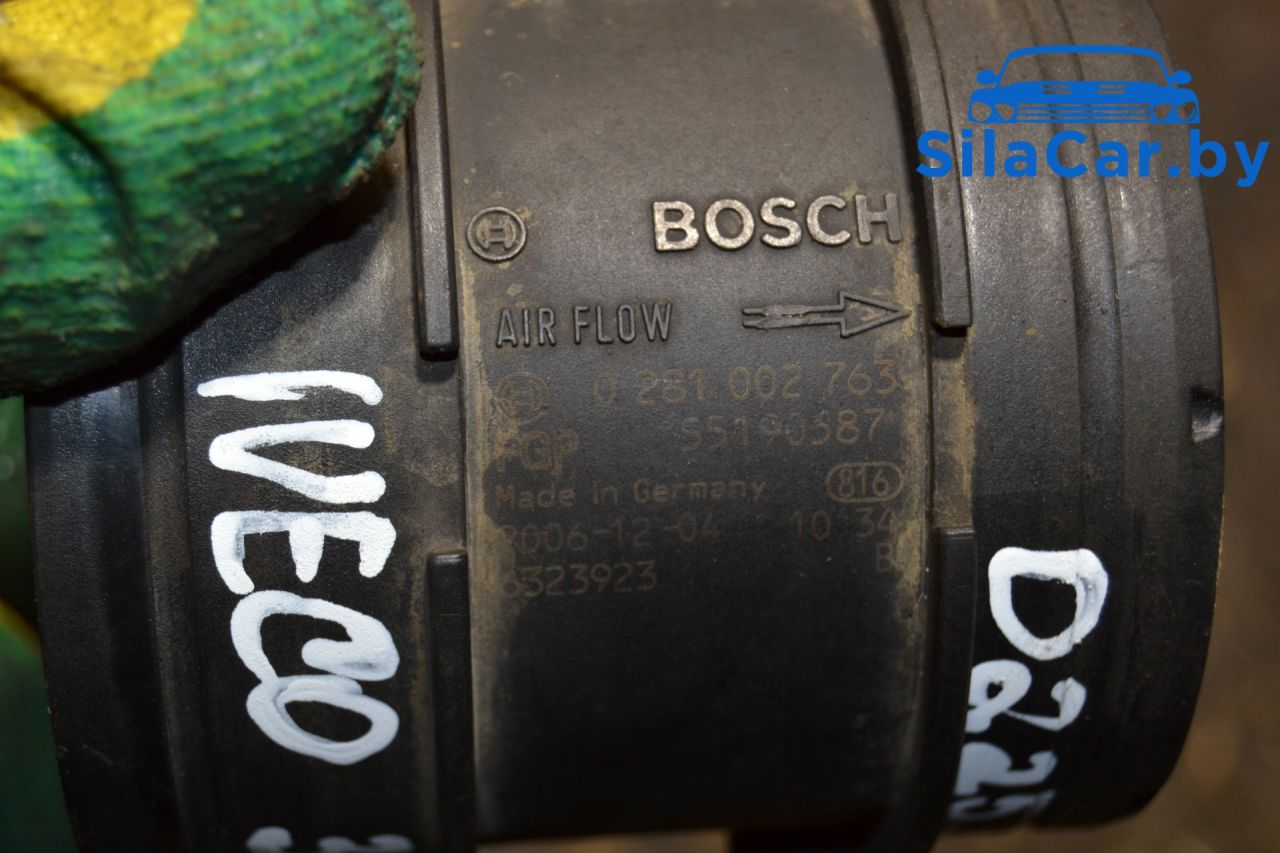 SilaCar.by
BOSCH
AIR FLOW
0 281 002 763
FGP 55190587
Made in Germany 816
2006-12-04 10 34
B
6323923
IVECO